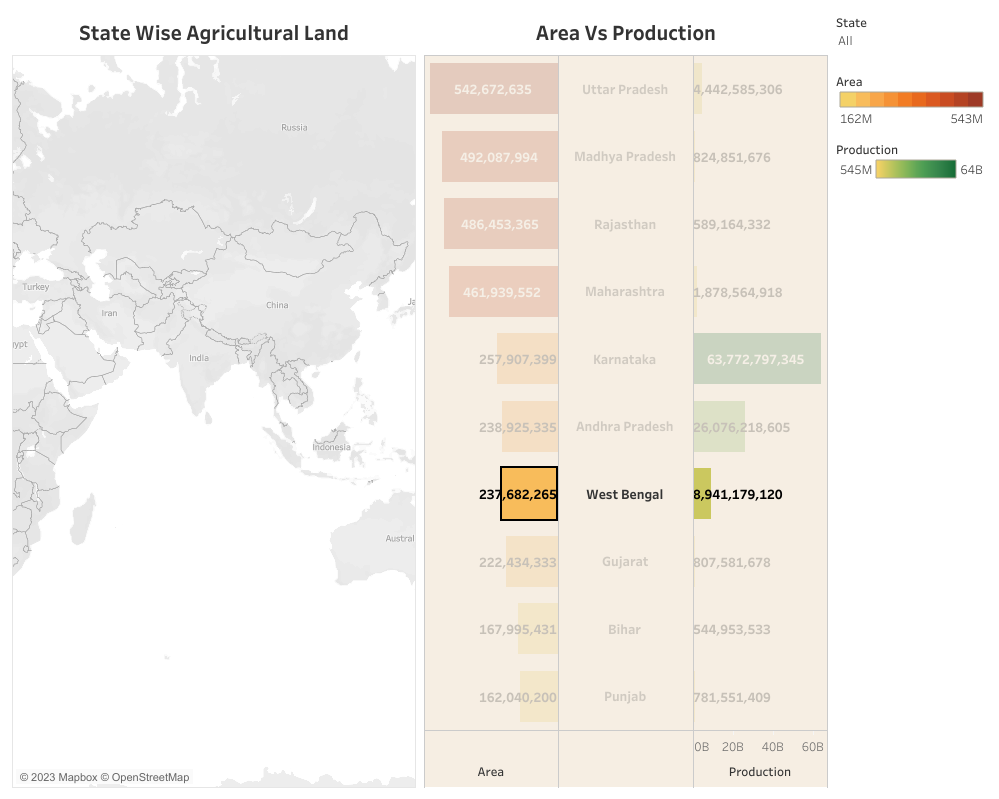 State Wise Agricultural Land
Russia
Turkey
Iran
China
Ja
ypt
India
Indonesia
Austral
© 2023 Mapbox © OpenStreetMap
Area Vs Production
542,672,635 Uttar Pradesh 4,442,585,306
492,087,994 Madhya Pradesh 824,851,676
486,453,365 Rajasthan 589,164,332
461,939,552 Maharashtra 1,878,564,918
257,907,399 Karnataka 63,772,797,345
238,925,335 Andhra Pradesh 26,076,218,605
237,682,265 West Bengal 8,941,179,120
222,434,333 Gujarat 807,581,678
167,995,431 Bihar 544,953,533
162,040,200 Punjab 781,551,409
0B 20B 40B 60B
Area Production
State
All
Area
162M 543M
Production
545M 64B